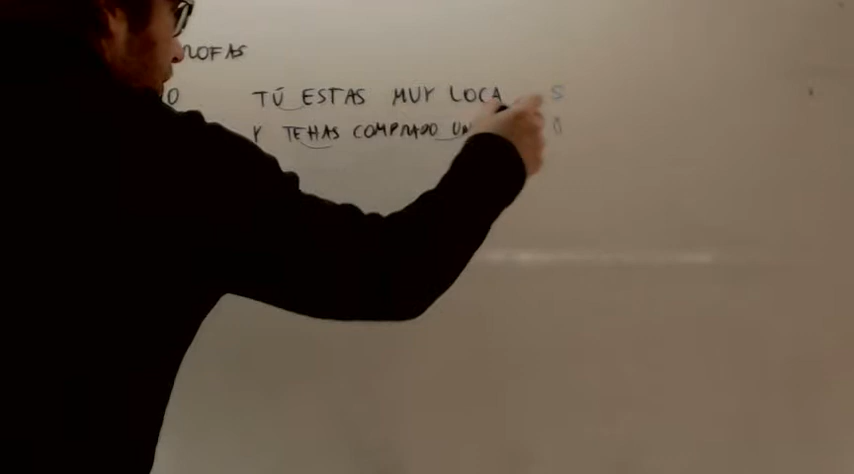 ROFAS
O TÚ ESTAS MUY LOCA S
Y TEHAS COMPRADO UN